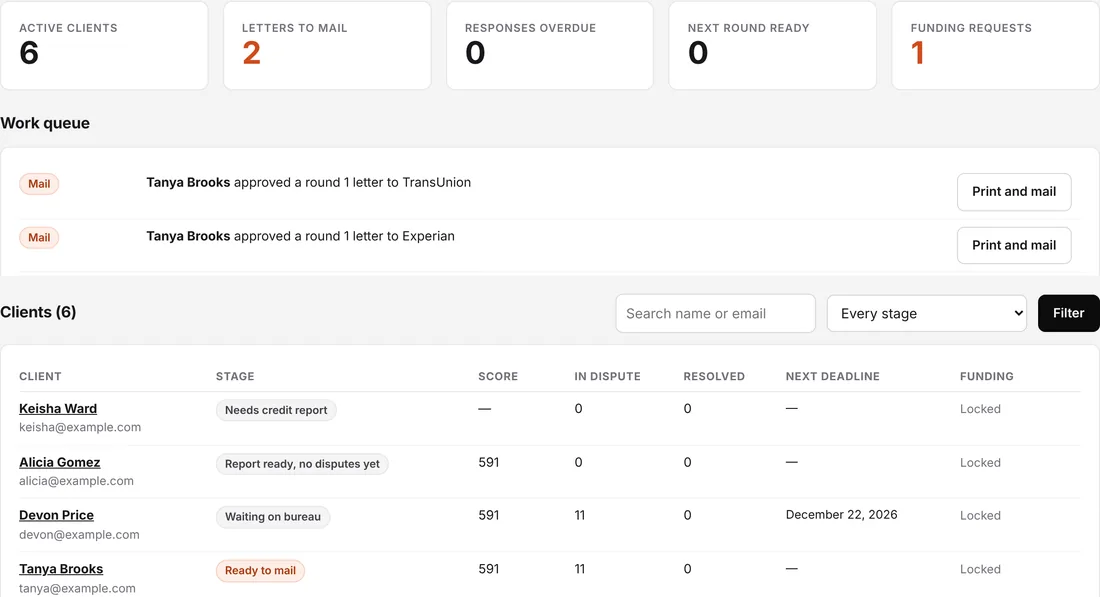 ACTIVE CLIENTS
6
LETTERS TO MAIL
2
RESPONSES OVERDUE
0
NEXT ROUND READY
0
FUNDING REQUESTS
1
Work queue
Mail Tanya Brooks approved a round 1 letter to TransUnion Print and mail
Mail Tanya Brooks approved a round 1 letter to Experian Print and mail
Clients (6) Search name or email Every stage Filter
CLIENT STAGE SCORE IN DISPUTE RESOLVED NEXT DEADLINE FUNDING
Keisha Ward Needs credit report — 0 0 — Locked
keisha@example.com
Alicia Gomez Report ready, no disputes yet 591 0 0 — Locked
alicia@example.com
Devon Price Waiting on bureau 591 11 0 December 22, 2026 Locked
devon@example.com
Tanya Brooks Ready to mail 591 11 0 — Locked
tanya@example.com